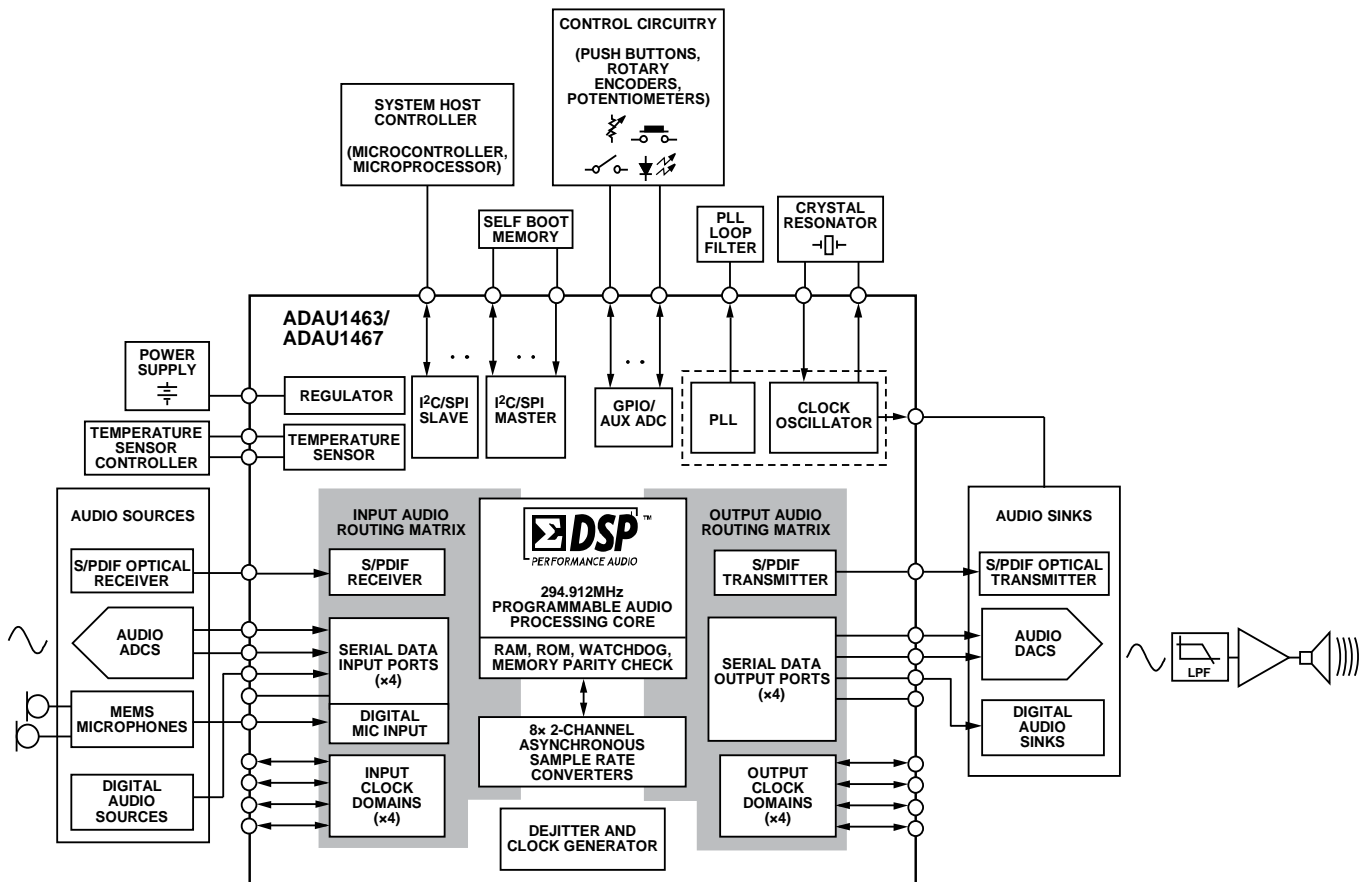 CONTROL CIRCUITRY
(PUSH BUTTONS,
ROTARY
ENCODERS,
POTENTIOMETERS)
SYSTEM HOST
CONTROLLER
(MICROCONTROLLER,
MICROPROCESSOR)
SELF BOOT
MEMORY
PLL
LOOP
FILTER
CRYSTAL
RESONATOR
ADAU1463/
ADAU1467
POWER
SUPPLY
REGULATOR
TEMPERATURE
SENSOR
CONTROLLER
TEMPERATURE
SENSOR
I²C/SPI
SLAVE
I²C/SPI
MASTER
GPIO/
AUX ADC
PLL
CLOCK
OSCILLATOR
AUDIO SOURCES
S/PDIF OPTICAL
RECEIVER
AUDIO
ADCS
MEMS
MICROPHONES
DIGITAL
AUDIO
SOURCES
INPUT AUDIO
ROUTING MATRIX
S/PDIF
RECEIVER
SERIAL DATA
INPUT PORTS
(×4)
DIGITAL
MIC INPUT
INPUT
CLOCK
DOMAINS
(×4)
ΣDSP™
PERFORMANCE AUDIO
294.912MHz
PROGRAMMABLE AUDIO
PROCESSING CORE
RAM, ROM, WATCHDOG,
MEMORY PARITY CHECK
8× 2-CHANNEL
ASYNCHRONOUS
SAMPLE RATE
CONVERTERS
DEJITTER AND
CLOCK GENERATOR
OUTPUT AUDIO
ROUTING MATRIX
S/PDIF
TRANSMITTER
SERIAL DATA
OUTPUT PORTS
(×4)
OUTPUT
CLOCK
DOMAINS
(×4)
AUDIO SINKS
S/PDIF OPTICAL
TRANSMITTER
AUDIO
DACS
DIGITAL
AUDIO
SINKS
LPF